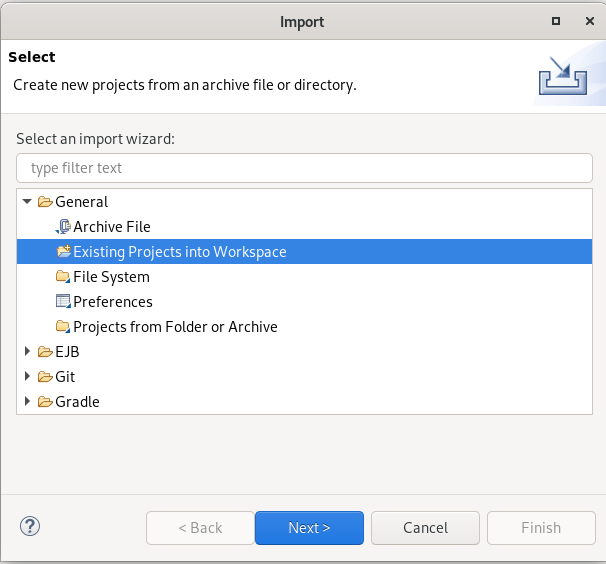 Import
Select
Create new projects from an archive file or directory.
Select an import wizard:
type filter text
General
Archive File
Existing Projects into Workspace
File System
Preferences
Projects from Folder or Archive
EJB
Git
Gradle
? < Back Next > Cancel Finish